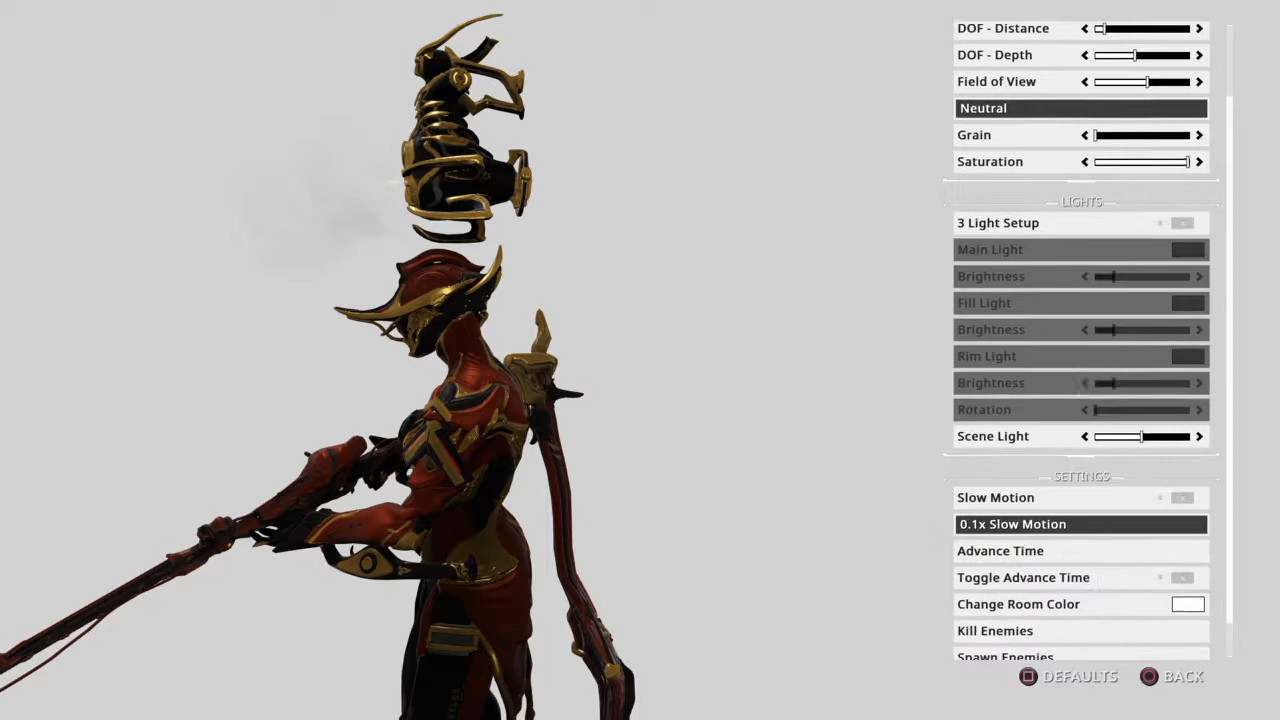 DOF - Distance
DOF - Depth
Field of View
Neutral
Grain
Saturation
LIGHTS
3 Light Setup
Main Light
Brightness
Fill Light
Brightness
Rim Light
Brightness
Rotation
Scene Light
SETTINGS
Slow Motion
0.1x Slow Motion
Advance Time
Toggle Advance Time
Change Room Color
Kill Enemies
Spawn Enemies
DEFAULTS BACK